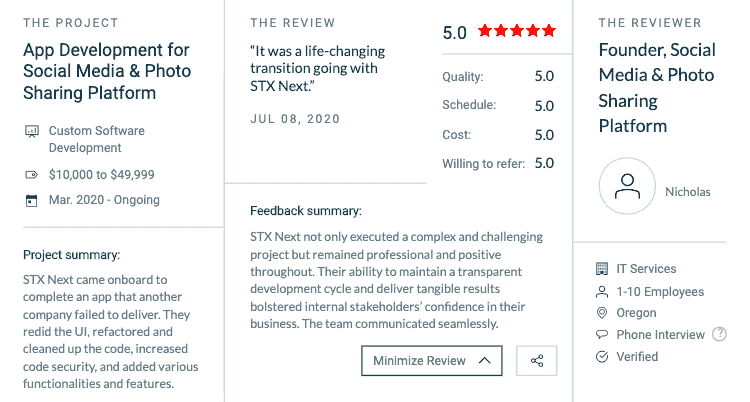 THE PROJECT
App Development for
Social Media & Photo
Sharing Platform
Custom Software
Development
$10,000 to $49,999
Mar. 2020 - Ongoing
Project summary:
STX Next came onboard to
complete an app that another
company failed to deliver. They
redid the UI, refactored and
cleaned up the code, increased
code security, and added various
functionalities and features.
THE REVIEW
“It was a life-changing
transition going with
STX Next.”
JUL 08, 2020
5.0
Quality: 5.0
Schedule: 5.0
Cost: 5.0
Willing to refer: 5.0
Feedback summary:
STX Next not only executed a complex and challenging
project but remained professional and positive
throughout. Their ability to maintain a transparent
development cycle and deliver tangible results
bolstered internal stakeholders’ confidence in their
business. The team communicated seamlessly.
Minimize Review
THE REVIEWER
Founder, Social
Media & Photo
Sharing
Platform
Nicholas
IT Services
1-10 Employees
Oregon
Phone Interview ?
Verified